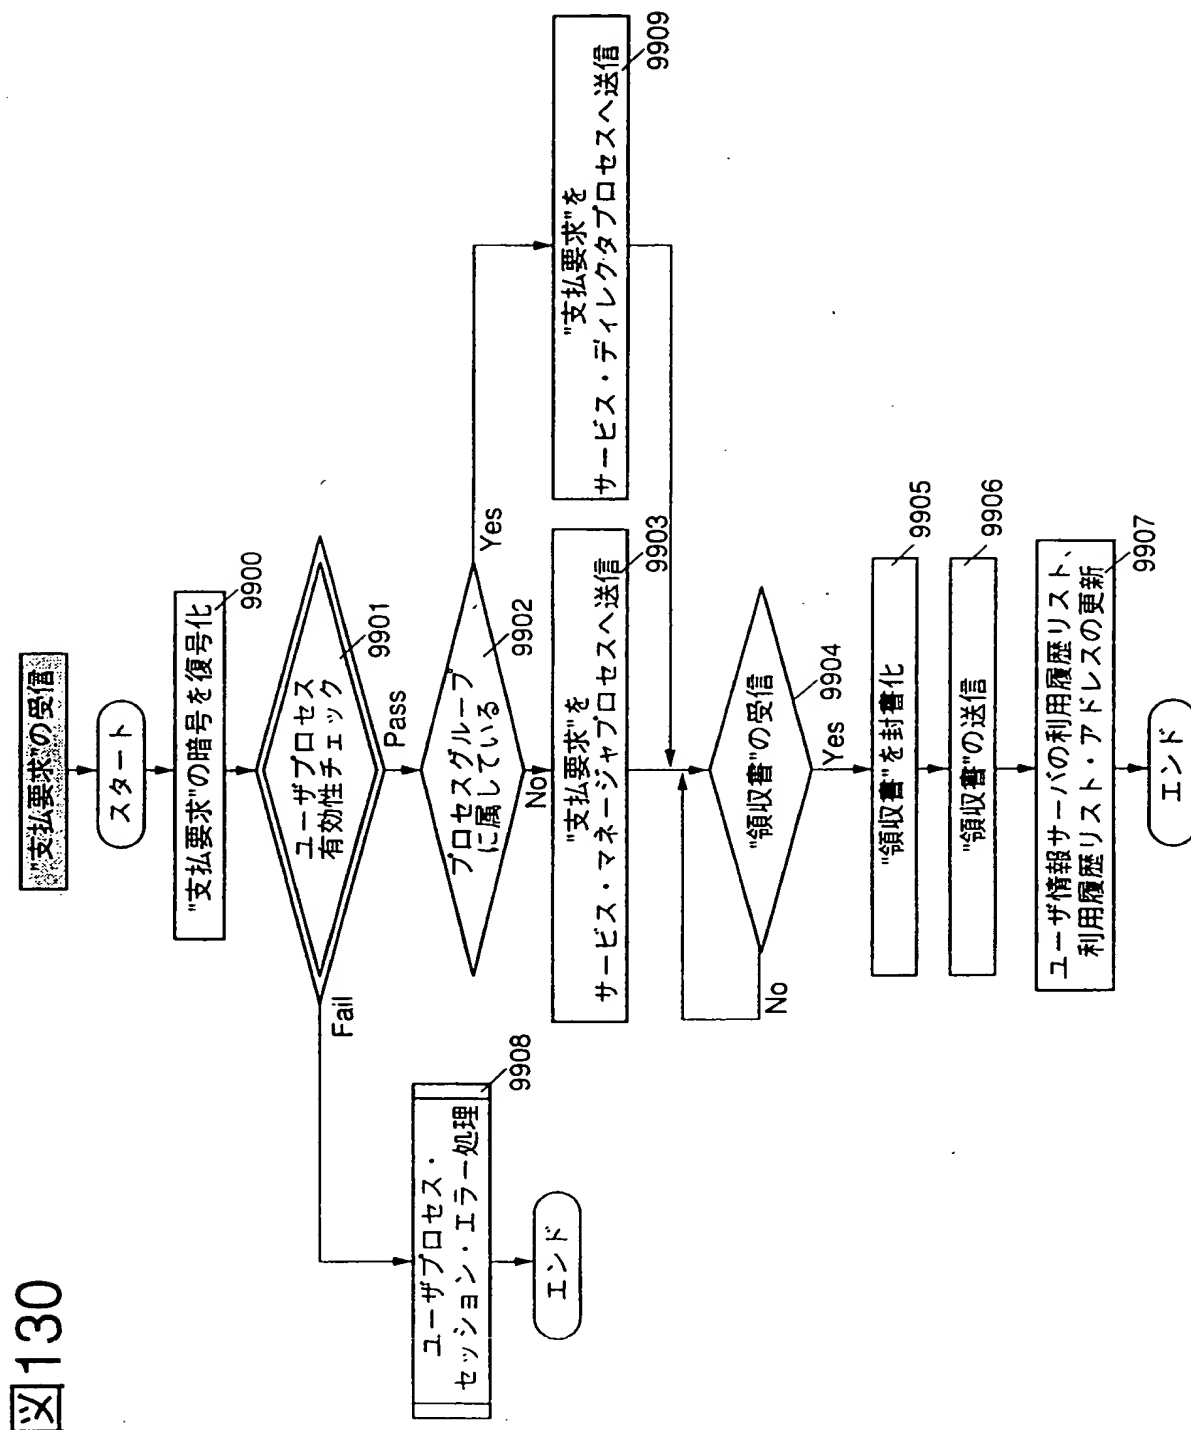 図130
"支払要求"の受信
スタート
"支払要求"の暗号を復号化
9900
ユーザプロセス
有効性チェック
9901
Fail
Pass
プロセスグループ
に属している
9902
Yes
No
"支払要求"を
サービス・マネージャプロセスへ送信
9903
"支払要求"を
サービス・ディレクタプロセスへ送信
9909
"領収書"の受信
9904
No
Yes
"領収書"を封書化
9905
"領収書"の送信
9906
ユーザ情報サーバの利用履歴リスト、
利用履歴リスト・アドレスの更新
9907
エンド
ユーザプロセス・
セッション・エラー処理
9908
エンド